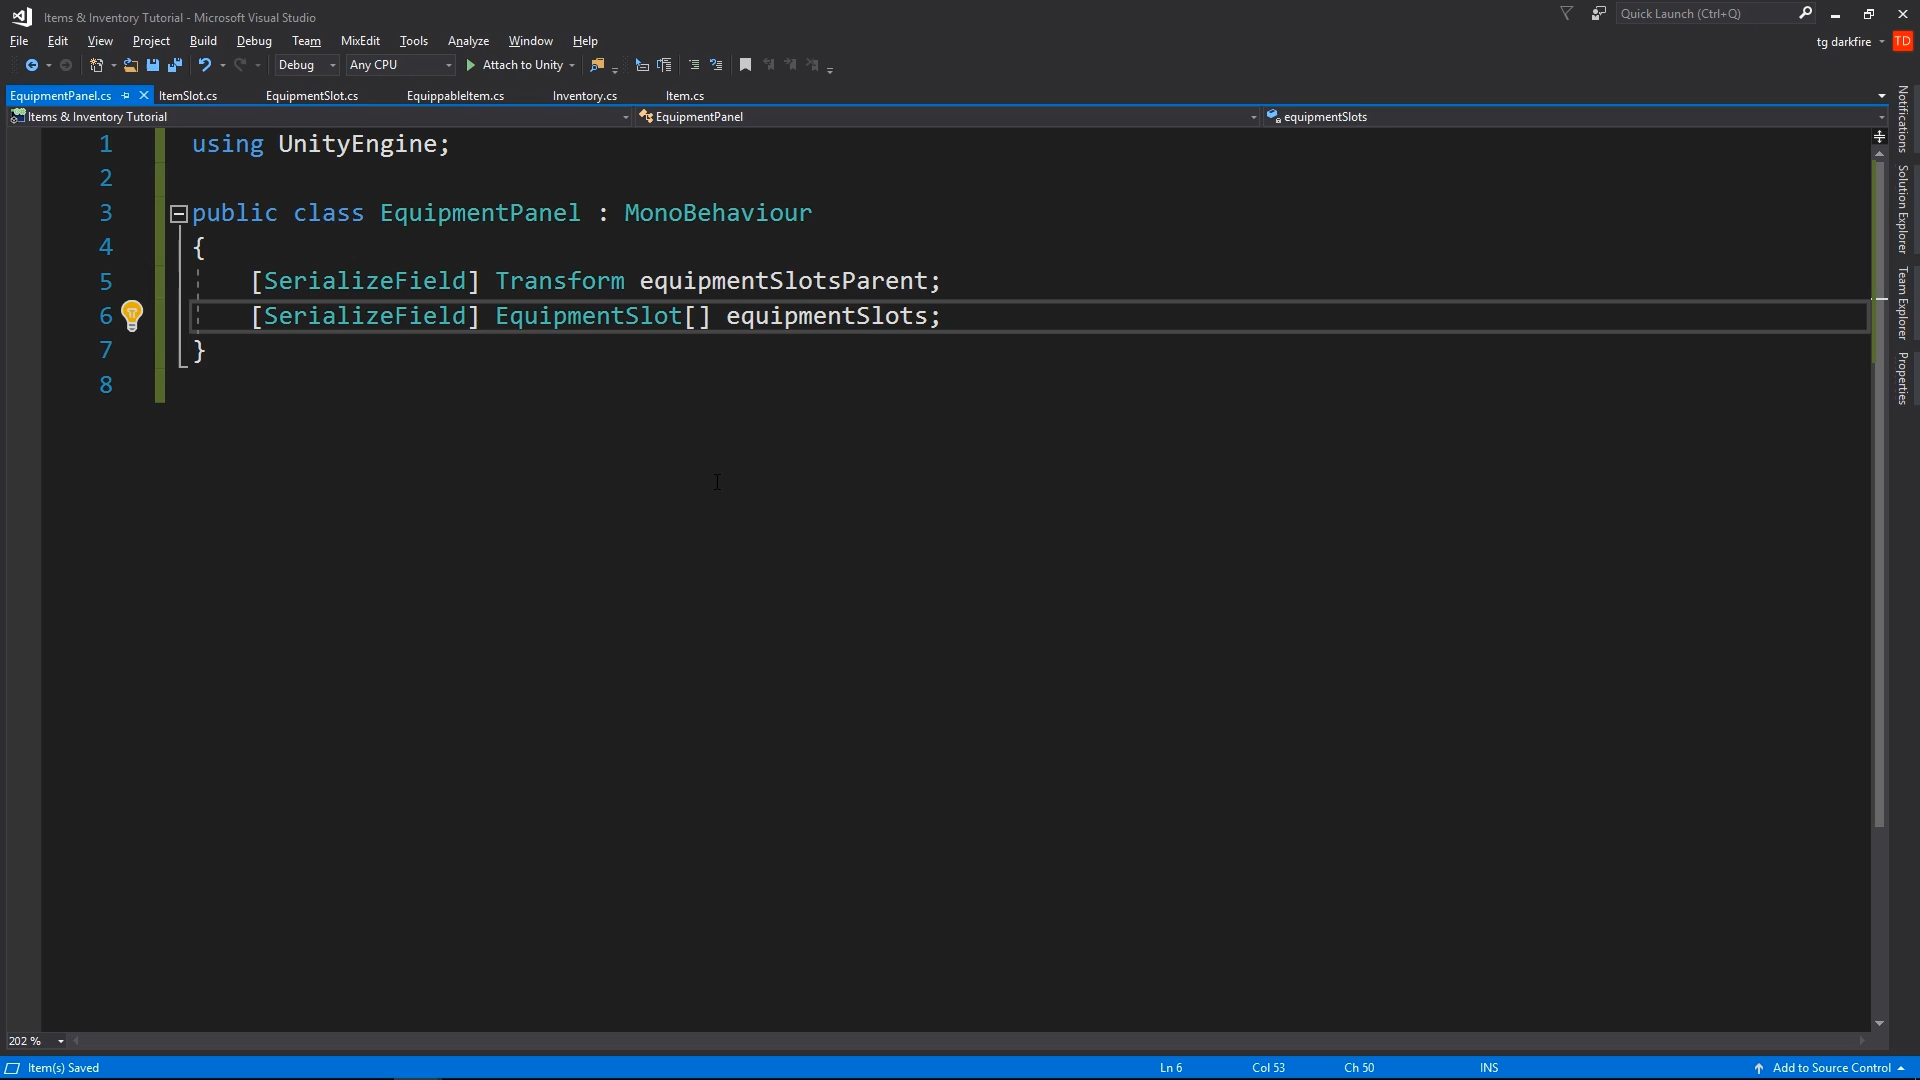 Items & Inventory Tutorial - Microsoft Visual Studio
Quick Launch (Ctrl+Q)
File Edit View Project Build Debug Team MixEdit Tools Analyze Window Help
tg darkfire
TD
Debug Any CPU Attach to Unity
EquipmentPanel.cs ItemSlot.cs EquipmentSlot.cs EquippableItem.cs Inventory.cs Item.cs
Items & Inventory Tutorial EquipmentPanel equipmentSlots
1 using UnityEngine;
2
3 public class EquipmentPanel : MonoBehaviour
4 {
5 [SerializeField] Transform equipmentSlotsParent;
6 [SerializeField] EquipmentSlot[] equipmentSlots;
7 }
8
Notifications
Solution Explorer
Team Explorer
Properties
202 %
Item(s) Saved Ln 6 Col 53 Ch 50 INS Add to Source Control